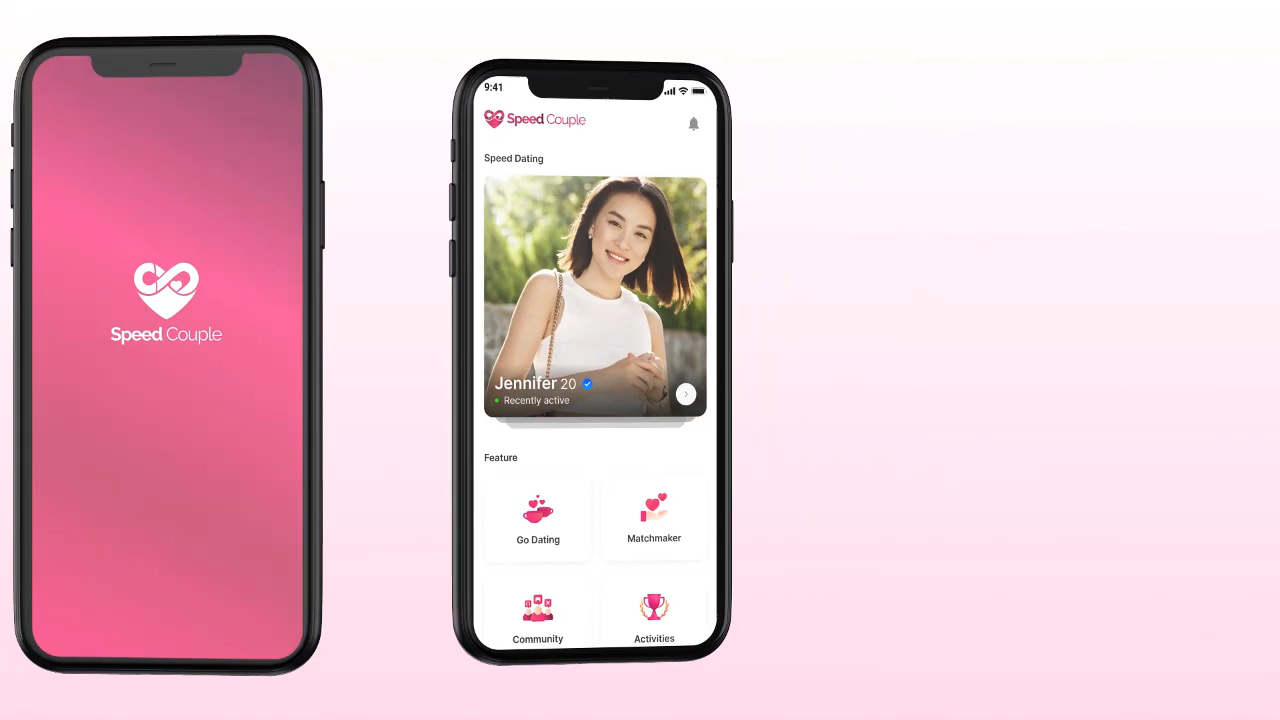 Speed Couple
9:41
Speed Couple
Speed Dating
Jennifer 20
Recently active
Feature
Go Dating
Matchmaker
Community
Activities